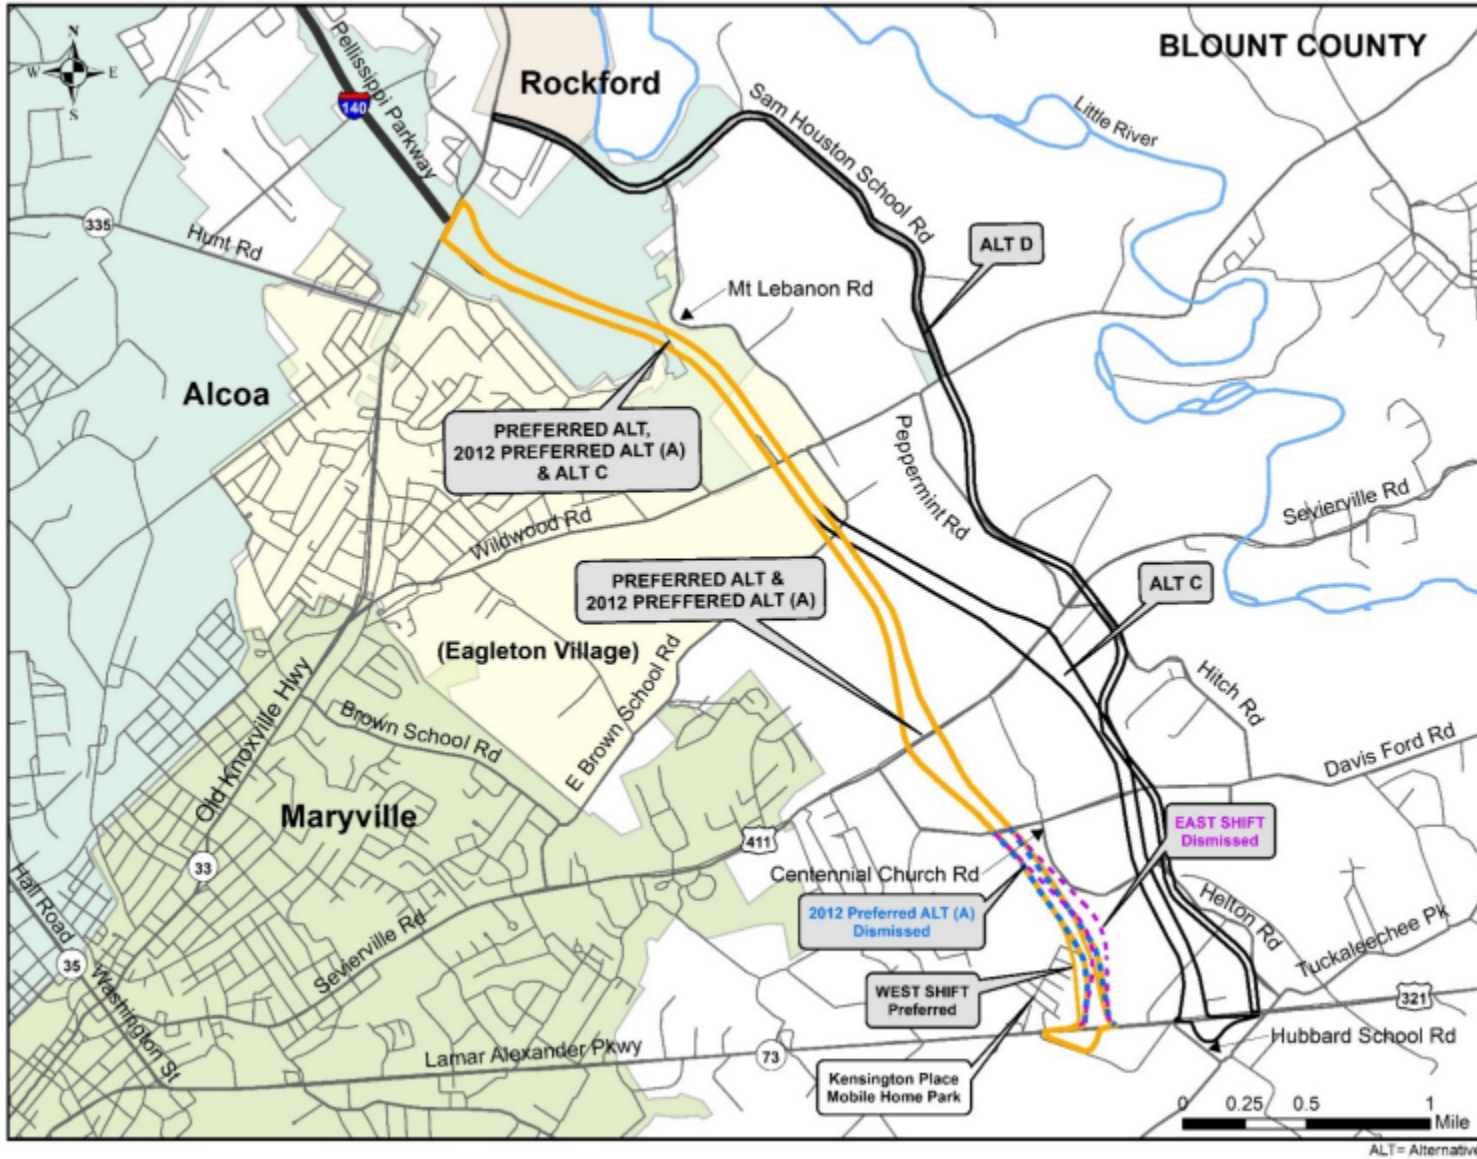 N
W
E
S
Pellissippi Parkway
140
Rockford
BLOUNT COUNTY
Sam Houston School Rd
Little River
335
Hunt Rd
ALT D
Mt Lebanon Rd
Alcoa
PREFERRED ALT,
2012 PREFERRED ALT (A)
& ALT C
Peppermint Rd
Sevierville Rd
Wildwood Rd
PREFERRED ALT &
2012 PREFFERED ALT (A)
ALT C
(Eagleton Village)
Old Knoxville Hwy
Brown School Rd
E Brown School Rd
Hitch Rd
Davis Ford Rd
Maryville
411
EAST SHIFT
Dismissed
33
Centennial Church Rd
Hall Road
2012 Preferred ALT (A)
Dismissed
Helton Rd
Tuckaleechee Pk
Sevierville Rd
35
Washington St
WEST SHIFT
Preferred
321
Lamar Alexander Pkwy
73
Hubbard School Rd
Kensington Place
Mobile Home Park
0 0.25 0.5 1
Mile
ALT= Alternative